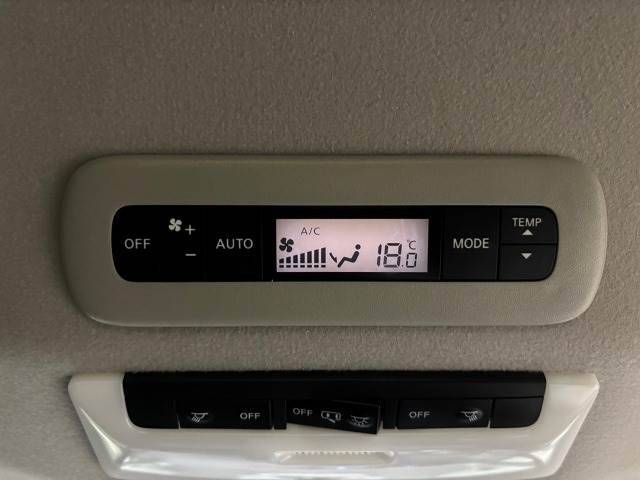 OFF + - AUTO A/C 18.0 °C MODE TEMP
OFF OFF OFF